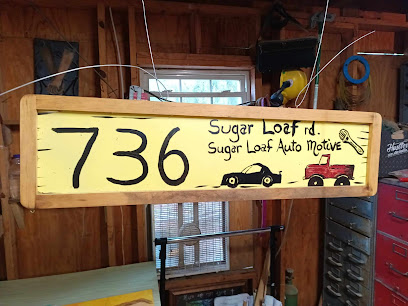 736
Sugar Loaf rd.
Sugar Loaf Auto Motive